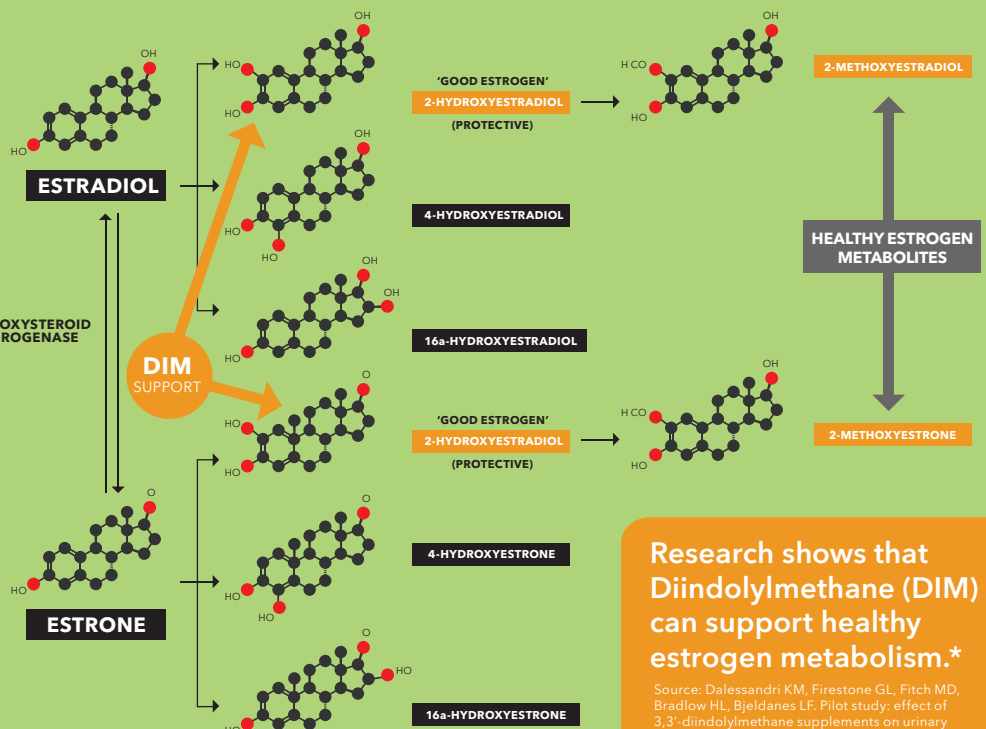 OH
HO
ESTRADIOL
OXYSTEROID
ROGENASE
DIM
SUPPORT
O
HO
ESTRONE
OH
HO
HO
'GOOD ESTROGEN'
2-HYDROXYESTRADIOL
(PROTECTIVE)
OH
H CO
HO
2-METHOXYESTRADIOL
OH
HO
HO
4-HYDROXYESTRADIOL
HEALTHY ESTROGEN
METABOLITES
OH
OH
HO
16a-HYDROXYESTRADIOL
O
HO
HO
'GOOD ESTROGEN'
2-HYDROXYESTRADIOL
(PROTECTIVE)
OH
H CO
HO
2-METHOXYESTRONE
O
HO
HO
4-HYDROXYESTRONE
O
HO
HO
16a-HYDROXYESTRONE
Research shows that
Diindolylmethane (DIM)
can support healthy
estrogen metabolism.*
Source: Dalessandri KM, Firestone GL, Fitch MD,
Bradlow HL, Bjeldanes LF. Pilot study: effect of
3,3'-diindolylmethane supplements on urinary